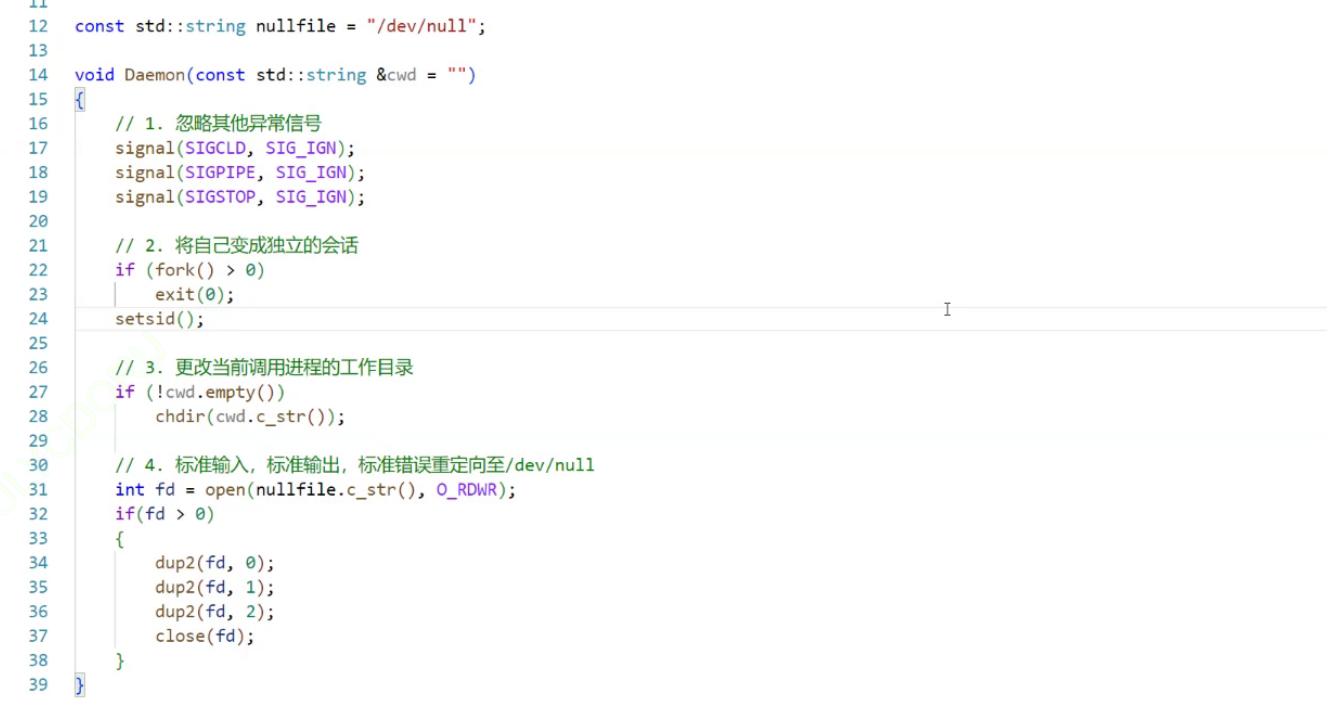 11
12 const std::string nullfile = "/dev/null";
13
14 void Daemon(const std::string &cwd = "")
15 {
16     // 1. 忽略其他异常信号
17     signal(SIGCLD, SIG_IGN);
18     signal(SIGPIPE, SIG_IGN);
19     signal(SIGSTOP, SIG_IGN);
20
21     // 2. 将自己变成独立的会话
22     if (fork() > 0)
23         exit(0);
24     setsid();
25
26     // 3. 更改当前调用进程的工作目录
27     if (!cwd.empty())
28         chdir(cwd.c_str());
29
30     // 4. 标准输入，标准输出，标准错误重定向至/dev/null
31     int fd = open(nullfile.c_str(), O_RDWR);
32     if(fd > 0)
33     {
34         dup2(fd, 0);
35         dup2(fd, 1);
36         dup2(fd, 2);
37         close(fd);
38     }
39 }